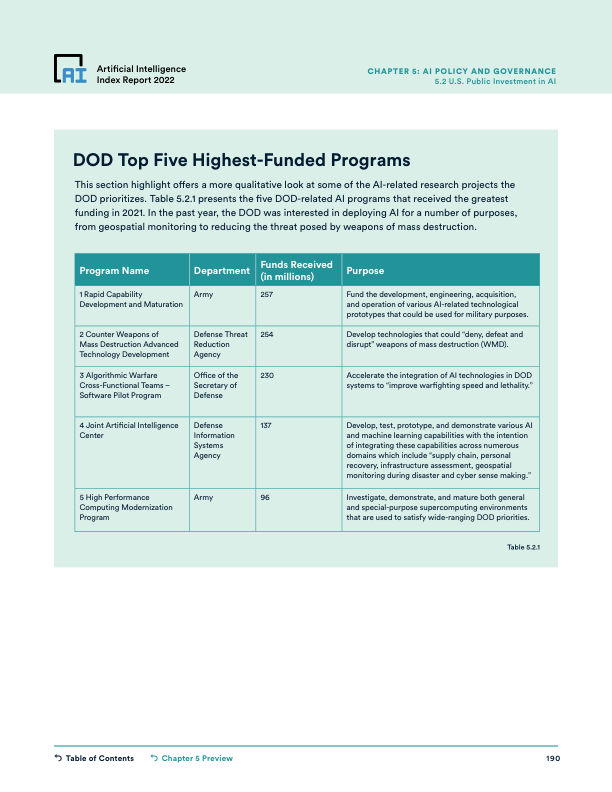 AI
Artificial Intelligence
Index Report 2022
CHAPTER 5: AI POLICY AND GOVERNANCE
5.2 U.S. Public Investment in AI
DOD Top Five Highest-Funded Programs
This section highlight offers a more qualitative look at some of the AI-related research projects the
DOD prioritizes. Table 5.2.1 presents the five DOD-related AI programs that received the greatest
funding in 2021. In the past year, the DOD was interested in deploying AI for a number of purposes,
from geospatial monitoring to reducing the threat posed by weapons of mass destruction.
Program Name
Department
Funds Received
(in millions)
Purpose
1 Rapid Capability
Development and Maturation
Army
257
Fund the development, engineering, acquisition,
and operation of various AI-related technological
prototypes that could be used for military purposes.
2 Counter Weapons of
Mass Destruction Advanced
Technology Development
Defense Threat
Reduction
Agency
254
Develop technologies that could “deny, defeat and
disrupt” weapons of mass destruction (WMD).
3 Algorithmic Warfare
Cross-Functional Teams –
Software Pilot Program
Office of the
Secretary of
Defense
230
Accelerate the integration of AI technologies in DOD
systems to “improve warfighting speed and lethality.”
4 Joint Artificial Intelligence
Center
Defense
Information
Systems
Agency
137
Develop, test, prototype, and demonstrate various AI
and machine learning capabilities with the intention
of integrating these capabilities across numerous
domains which include “supply chain, personal
recovery, infrastructure assessment, geospatial
monitoring during disaster and cyber sense making.”
5 High Performance
Computing Modernization
Program
Army
96
Investigate, demonstrate, and mature both general
and special-purpose supercomputing environments
that are used to satisfy wide-ranging DOD priorities.
Table 5.2.1
Table of Contents
Chapter 5 Preview
190